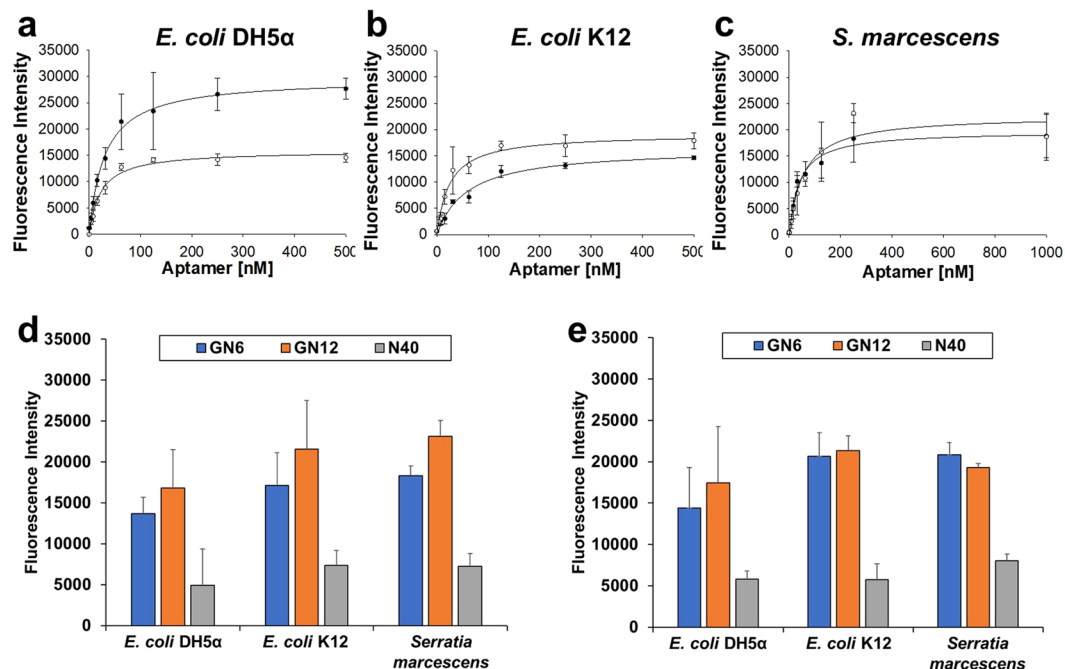 a
E. coli DH5α
Fluorescence Intensity
35000
30000
25000
20000
15000
10000
5000
0
0
100
200
300
400
500
Aptamer [nM]
b
E. coli K12
Fluorescence Intensity
35000
30000
25000
20000
15000
10000
5000
0
0
100
200
300
400
500
Aptamer [nM]
c
S. marcescens
Fluorescence Intensity
35000
30000
25000
20000
15000
10000
5000
0
0
200
400
600
800
1000
Aptamer [nM]
d
GN6 GN12 N40
Fluorescence Intensity
35000
30000
25000
20000
15000
10000
5000
0
E. coli DH5α
E. coli K12
Serratia
marcescens
e
GN6 GN12 N40
Fluorescence Intensity
35000
30000
25000
20000
15000
10000
5000
0
E. coli DH5α
E. coli K12
Serratia
marcescens